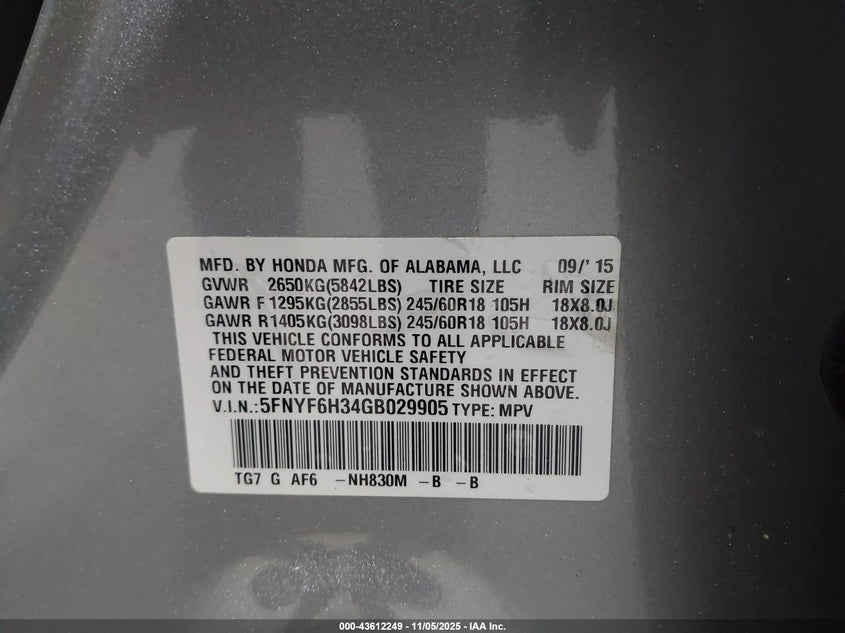 MFD. BY HONDA MFG. OF ALABAMA, LLC 09/' 15
GVWR 2650KG(5842LBS) TIRE SIZE RIM SIZE
GAWR F 1295KG(2855LBS) 245/60R18 105H 18X8.0J
GAWR R1405KG(3098LBS) 245/60R18 105H 18X8.0J
THIS VEHICLE CONFORMS TO ALL APPLICABLE
FEDERAL MOTOR VEHICLE SAFETY
AND THEFT PREVENTION STANDARDS IN EFFECT
ON THE DATE OF MANUFACTURE SHOWN ABOVE.
V.I.N.:5FNYF6H34GB029905 TYPE: MPV
TG7 G AF6 -NH830M -B -B
000-43612249 - 11/05/2025 - IAA Inc.